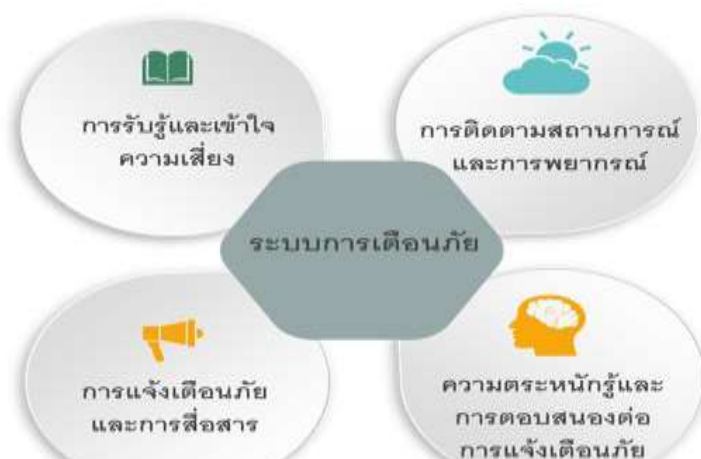 การรับรู้และเข้าใจ
ความเสี่ยง
การติดตามสถานการณ์
และการพยากรณ์
ระบบการเตือนภัย
การแจ้งเตือนภัย
และการสื่อสาร
ความตระหนักรู้และ
การตอบสนองต่อ
การแจ้งเตือนภัย